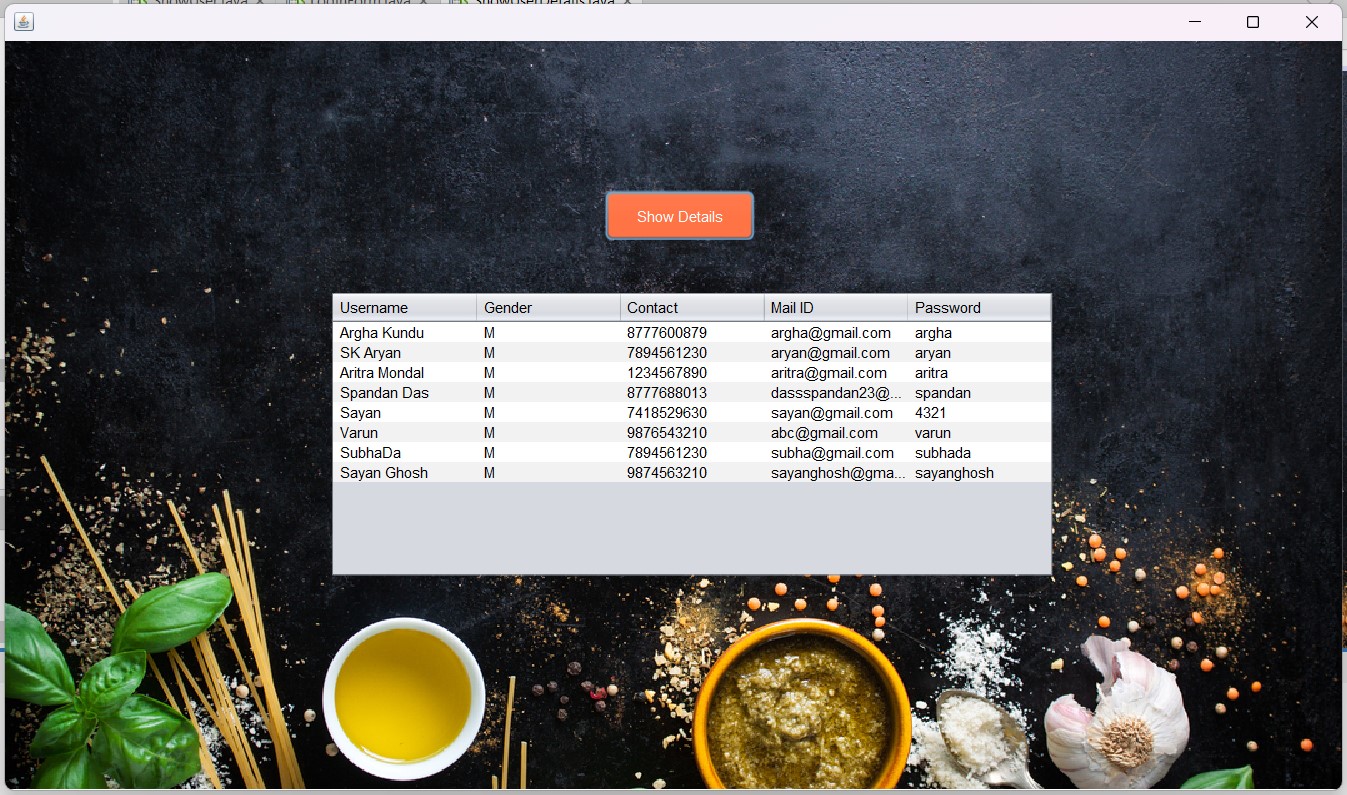 Show Details
Username Gender Contact Mail ID Password
Argha Kundu M 8777600879 argha@gmail.com argha
SK Aryan M 7894561230 aryan@gmail.com aryan
Aritra Mondal M 1234567890 aritra@gmail.com aritra
Spandan Das M 8777688013 dassspandan23@... spandan
Sayan M 7418529630 sayan@gmail.com 4321
Varun M 9876543210 abc@gmail.com varun
SubhaDa M 7894561230 subha@gmail.com subhada
Sayan Ghosh M 9874563210 sayanghosh@gma... sayanghosh